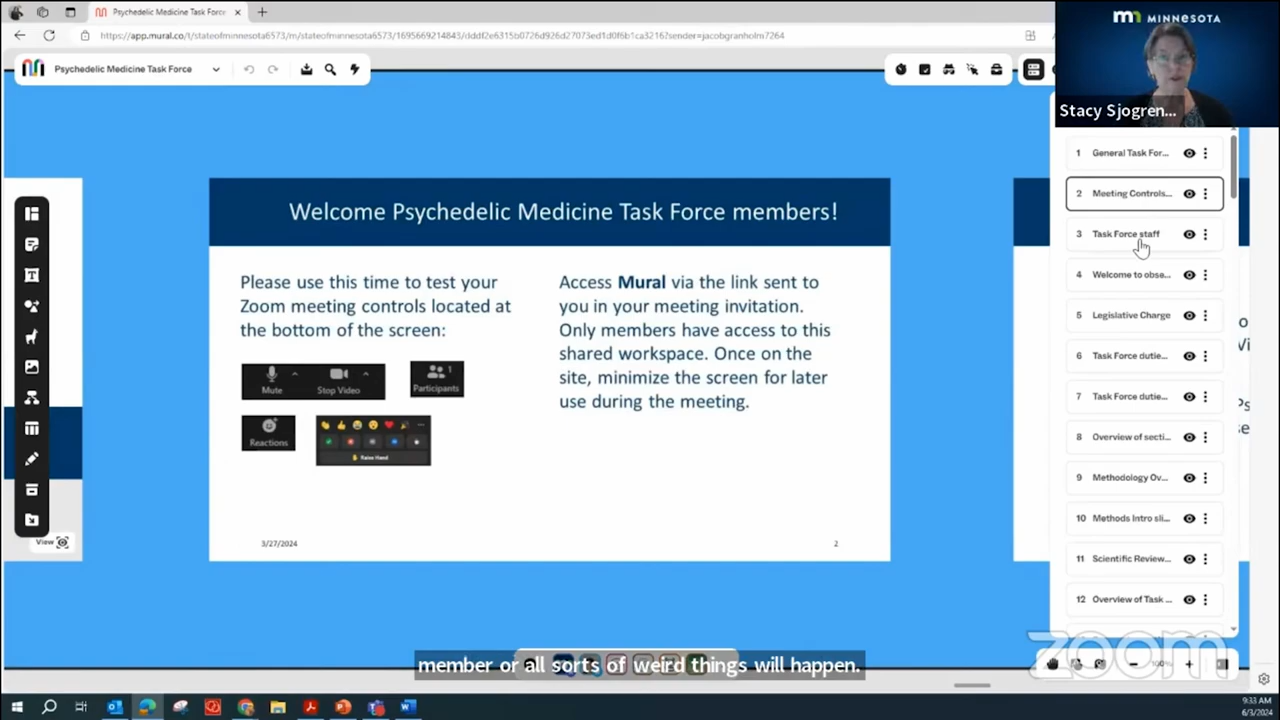 Psychedelic Medicine Task Force
https://app.mural.co/t/stateofminnesota6573/m/stateofminnesota6573/1695669214843/dddf2e6315b0726d926d27073ed1d0f6b1ca3216?sender=jacobgranholm7264
Psychedelic Medicine Task Force
MINNESOTA
Stacy Sjogren...
Welcome Psychedelic Medicine Task Force members!
Please use this time to test your
Zoom meeting controls located at
the bottom of the screen:
Mute
Stop Video
1
Participants
Reactions
Raise Hand
Access Mural via the link sent to
you in your meeting invitation.
Only members have access to this
shared workspace. Once on the
site, minimize the screen for later
use during the meeting.
3/27/2024
2
1 General Task For...
2 Meeting Controls...
3 Task Force staff
4 Welcome to obse...
5 Legislative Charge
6 Task Force dutie...
7 Task Force dutie...
8 Overview of secti...
9 Methodology Ov...
10 Methods Intro sli...
11 Scientific Review...
12 Overview of Task ...
View
member or all sorts of weird things will happen.
zoom
100%
9:33 AM
6/3/2024